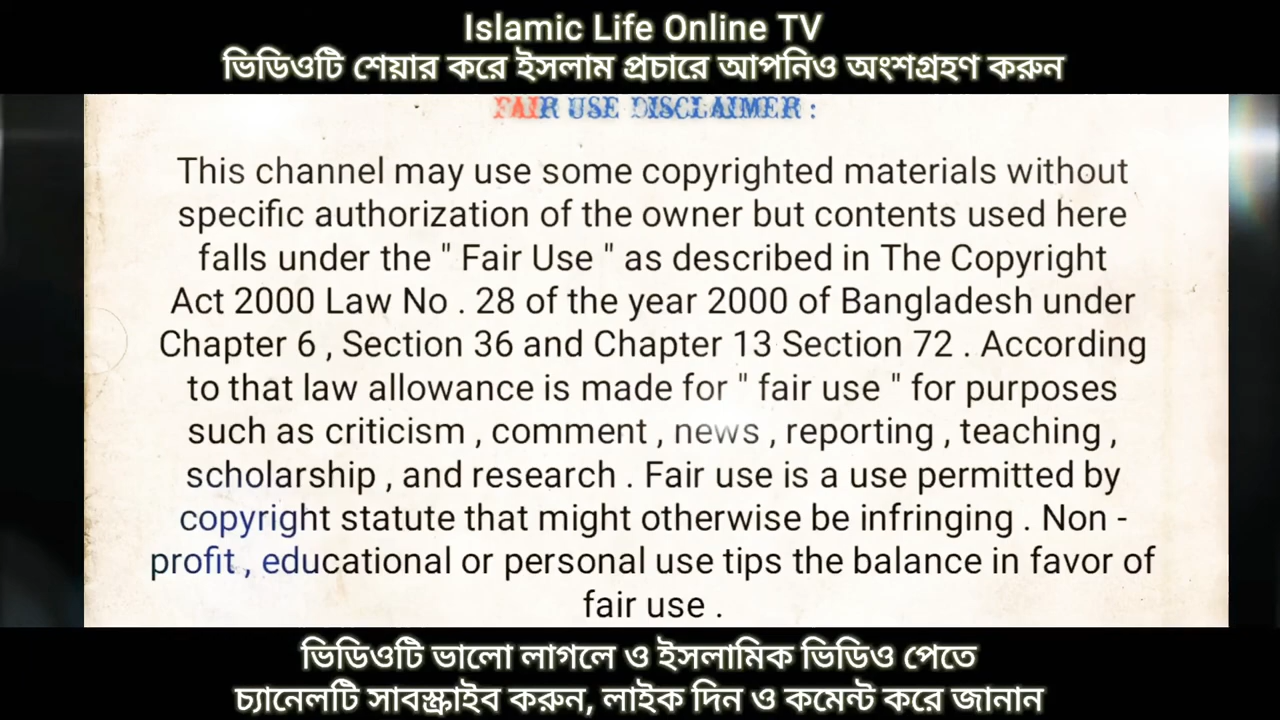 Islamic Life Online TV
ভিডিওটি শেয়ার করে ইসলাম প্রচারে আপনিও অংশগ্রহণ করুন
FAIR USE DISCLAIMER :
This channel may use some copyrighted materials without
specific authorization of the owner but contents used here
falls under the " Fair Use " as described in The Copyright
Act 2000 Law No . 28 of the year 2000 of Bangladesh under
Chapter 6 , Section 36 and Chapter 13 Section 72 . According
to that law allowance is made for " fair use " for purposes
such as criticism , comment , news , reporting , teaching ,
scholarship , and research . Fair use is a use permitted by
copyright statute that might otherwise be infringing . Non -
profit , educational or personal use tips the balance in favor of
fair use .
ভিডিওটি ভালো লাগলে ও ইসলামিক ভিডিও পেতে
চ্যানেলটি সাবস্ক্রাইব করুন, লাইক দিন ও কমেন্ট করে জানান